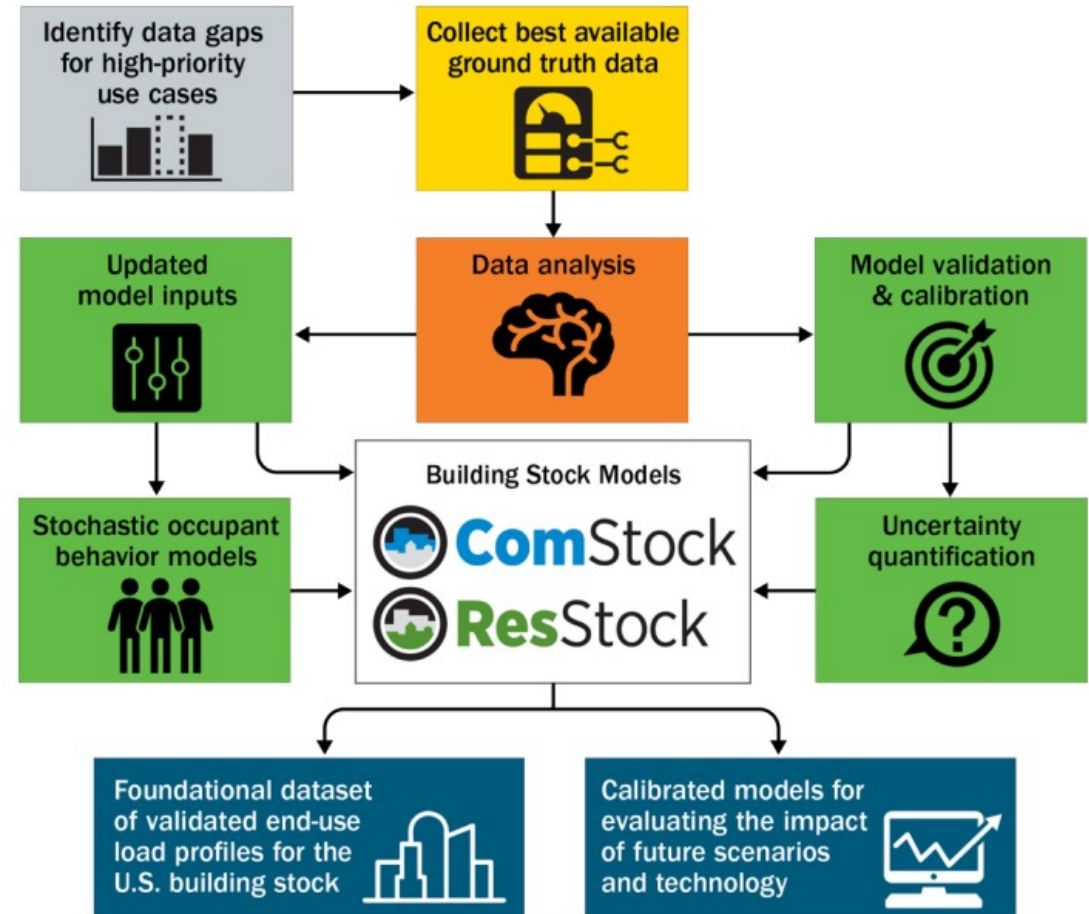 Identify data gaps
for high-priority
use cases
Collect best available
ground truth data
Updated
model inputs
Data analysis
Model validation
& calibration
Building Stock Models
ComStock
ResStock
Stochastic occupant
behavior models
Uncertainty
quantification
?
Foundational dataset
of validated end-use
load profiles for the
U.S. building stock
Calibrated models for
evaluating the impact
of future scenarios
and technology